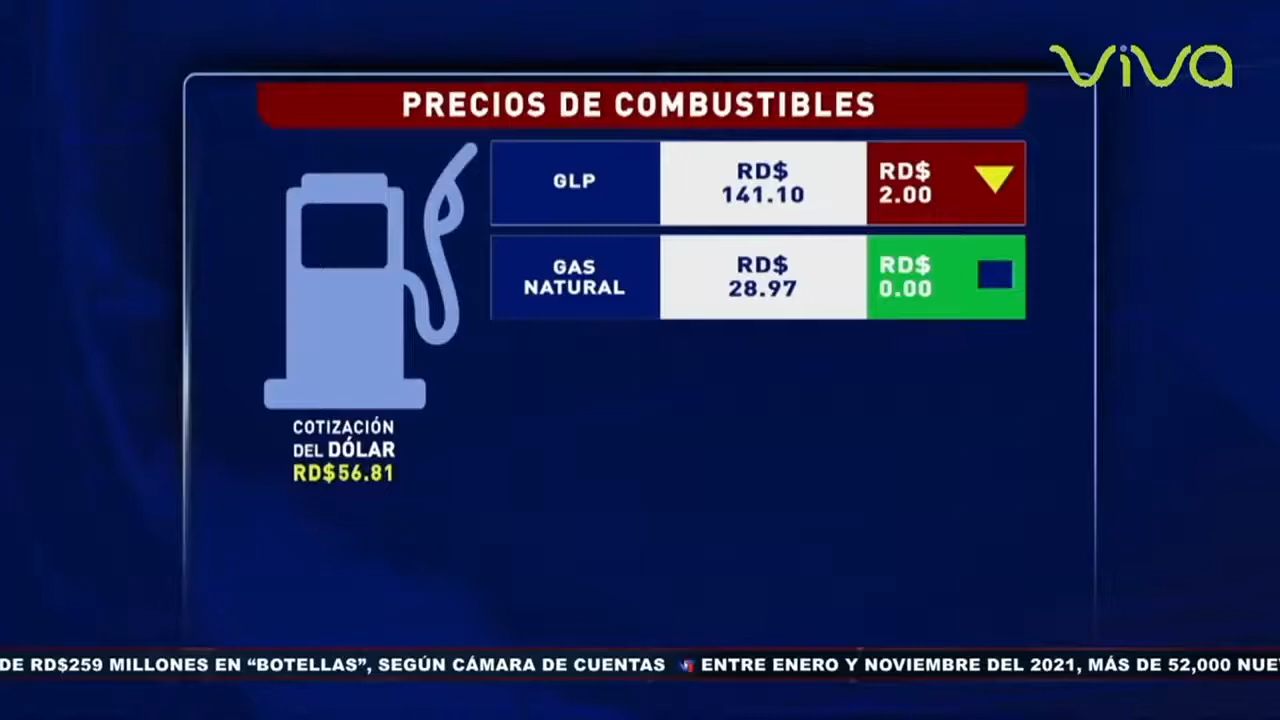 viva
PRECIOS DE COMBUSTIBLES
GLP
RD$
141.10
RD$
2.00
GAS
NATURAL
RD$
28.97
RD$
0.00
COTIZACIÓN
DEL DÓLAR
RD$56.81
DE RD$259 MILLONES EN “BOTELLAS”, SEGÚN CÁMARA DE CUENTAS ENTRE ENERO Y NOVIEMBRE DEL 2021, MÁS DE 52,000